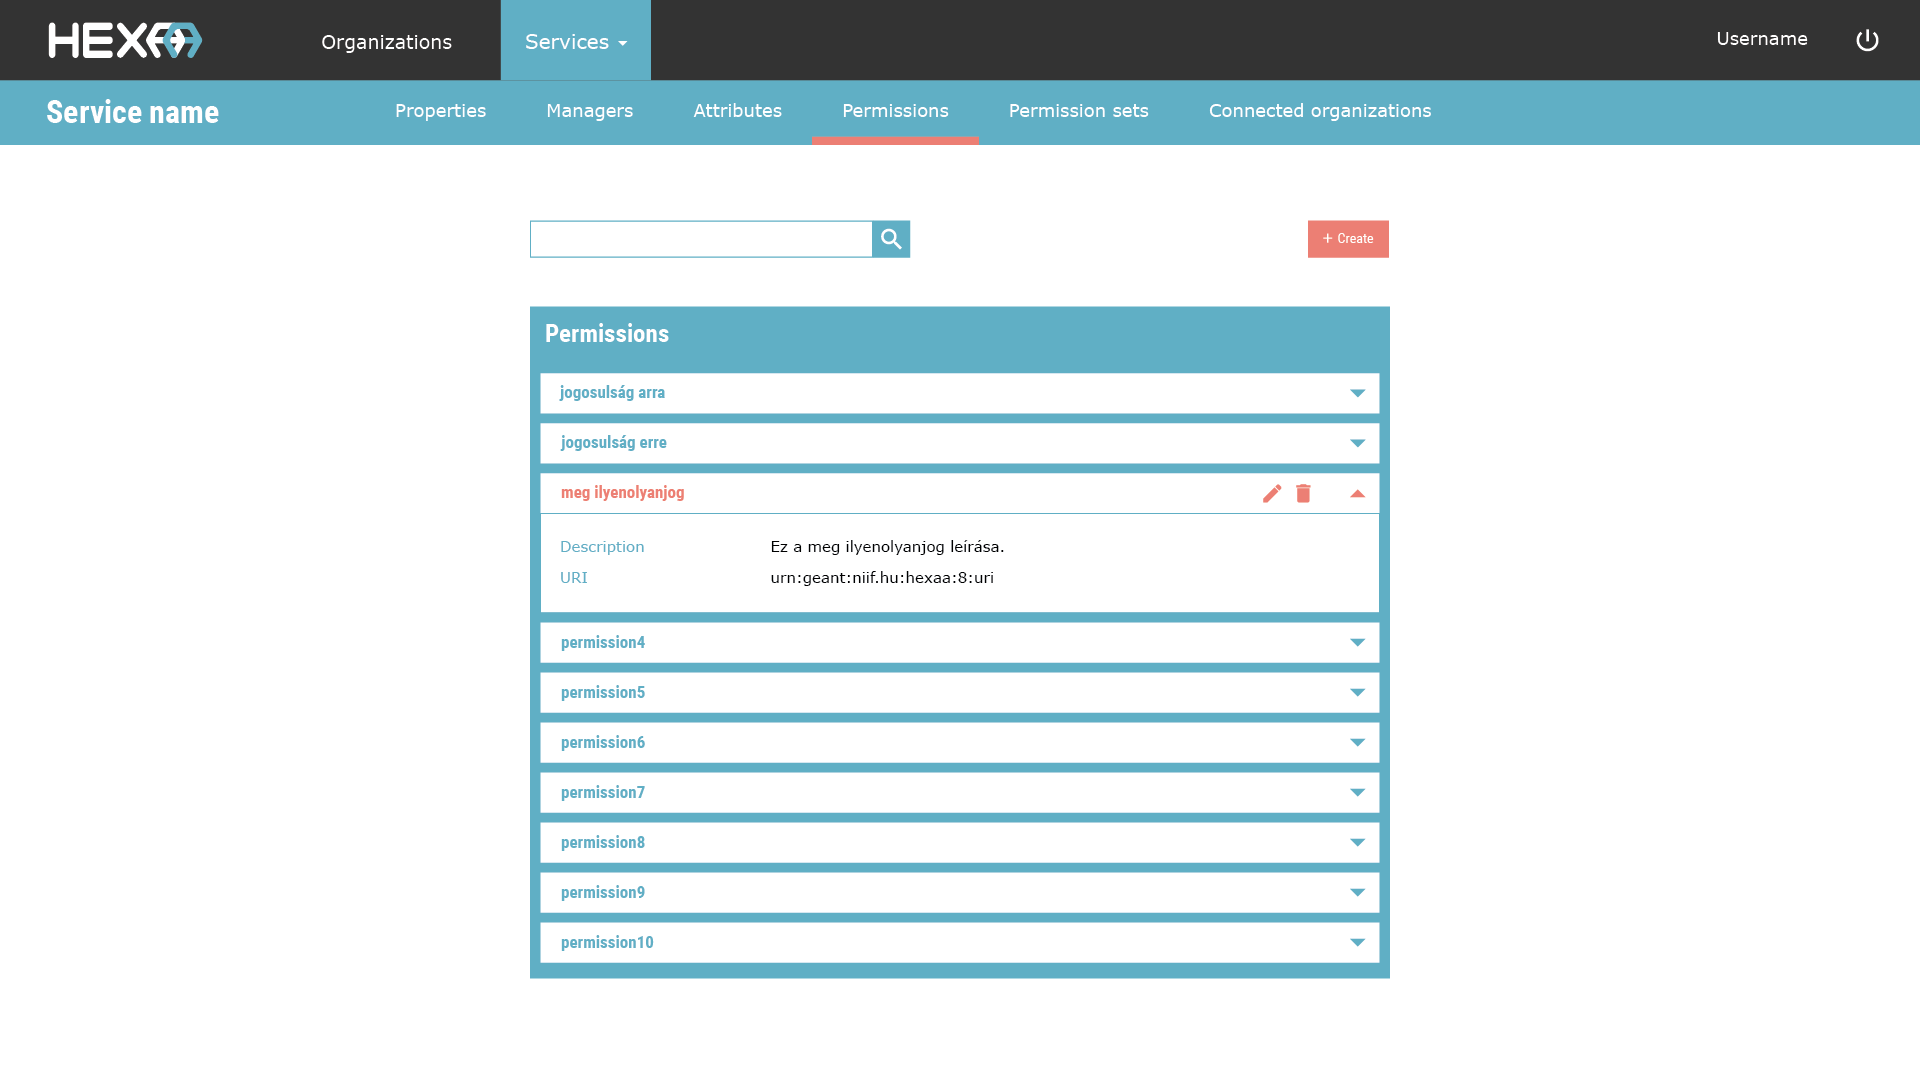 HEXAA
Organizations
Services
Username
Service name
Properties
Managers
Attributes
Permissions
Permission sets
Connected organizations
+ Create
Permissions
jogosulság arra
jogosulság erre
meg ilyenolyanjog
Description Ez a meg ilyenolyanjog leírása.
URI urn:geant:niif.hu:hexaa:8:uri
permission4
permission5
permission6
permission7
permission8
permission9
permission10